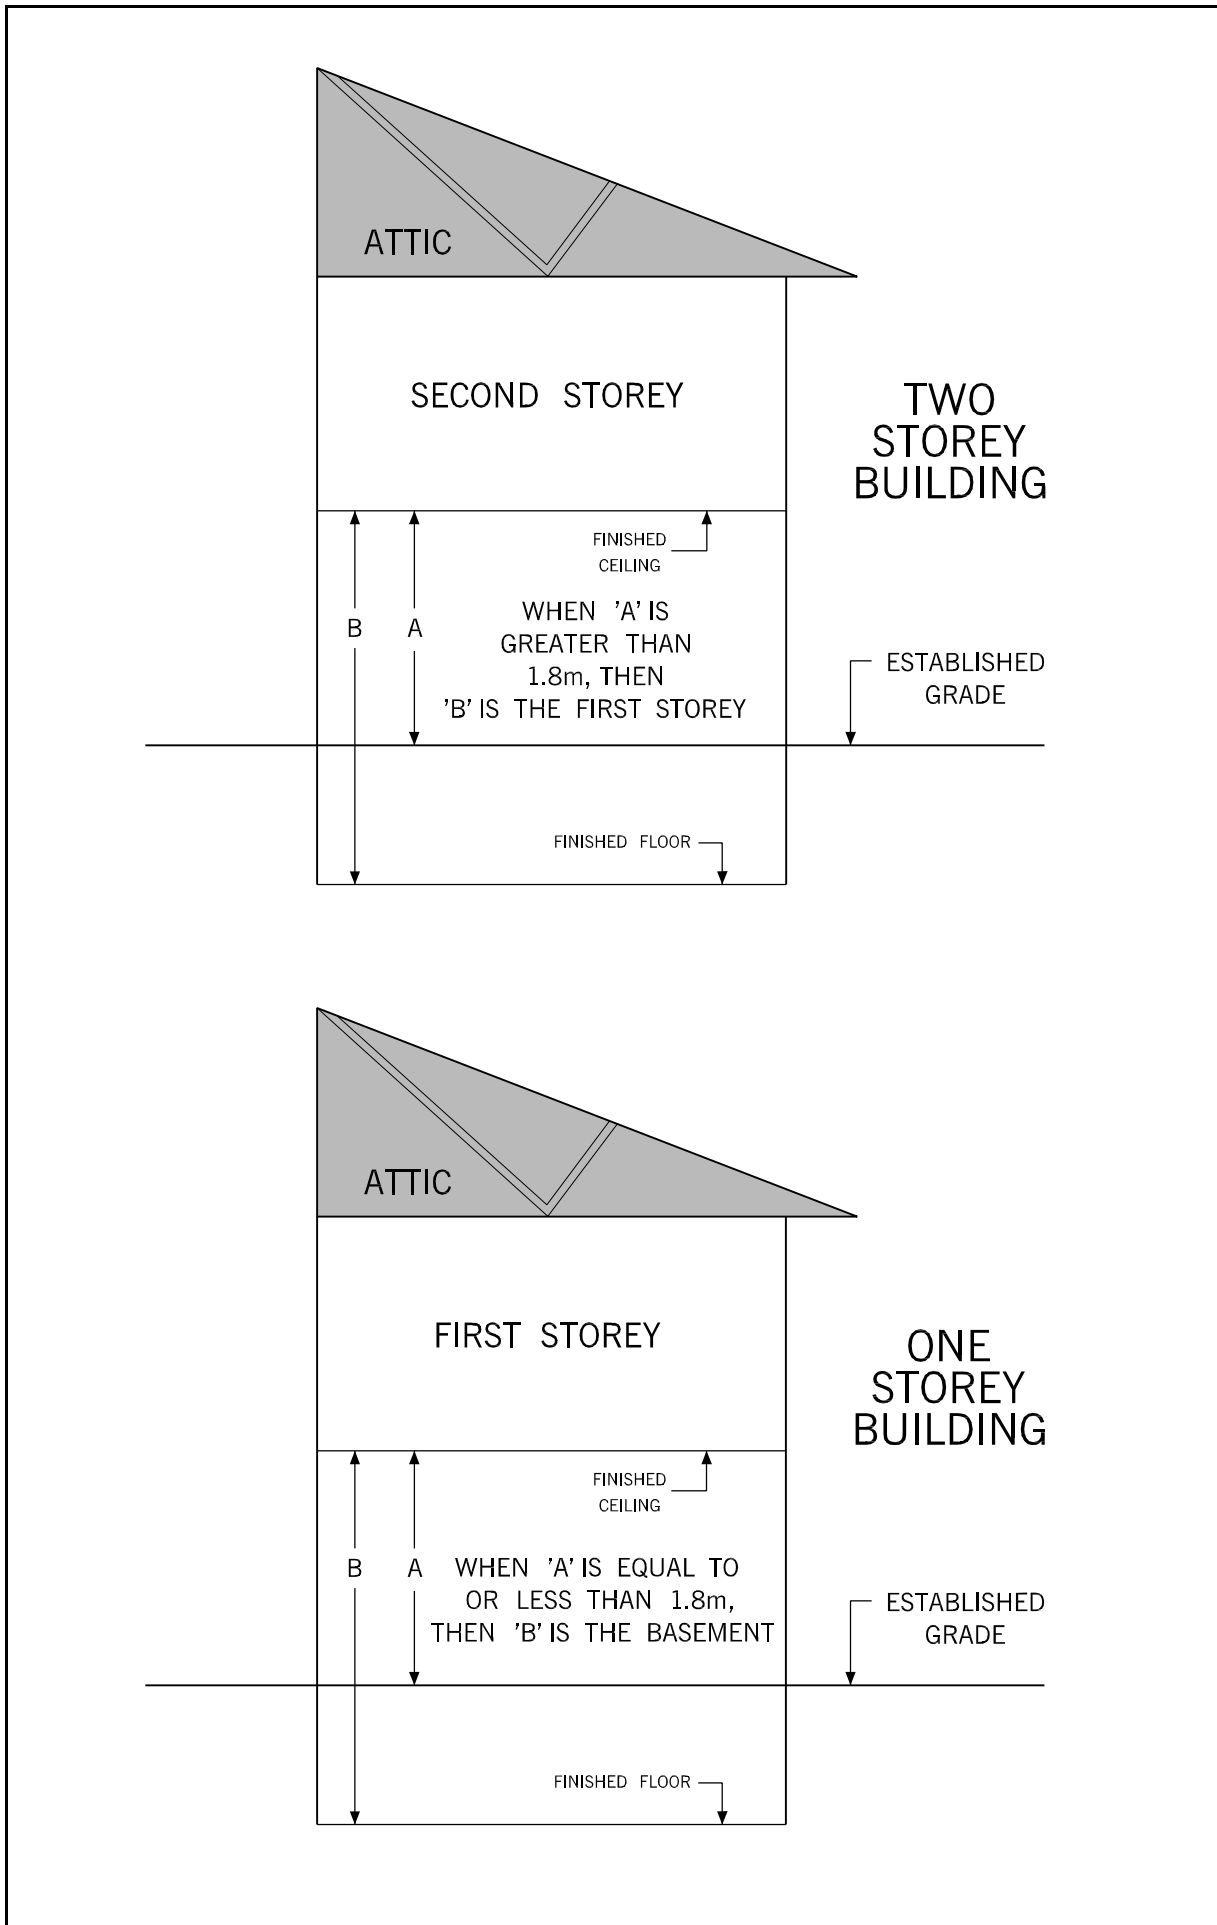 ATTIC
SECOND STOREY
TWO
STOREY
BUILDING
FINISHED
CEILING
B
A
WHEN 'A' IS
GREATER THAN
1.8m, THEN
'B' IS THE FIRST STOREY
ESTABLISHED
GRADE
FINISHED FLOOR
ATTIC
FIRST STOREY
ONE
STOREY
BUILDING
FINISHED
CEILING
B
A
WHEN 'A' IS EQUAL TO
OR LESS THAN 1.8m,
THEN 'B' IS THE BASEMENT
ESTABLISHED
GRADE
FINISHED FLOOR